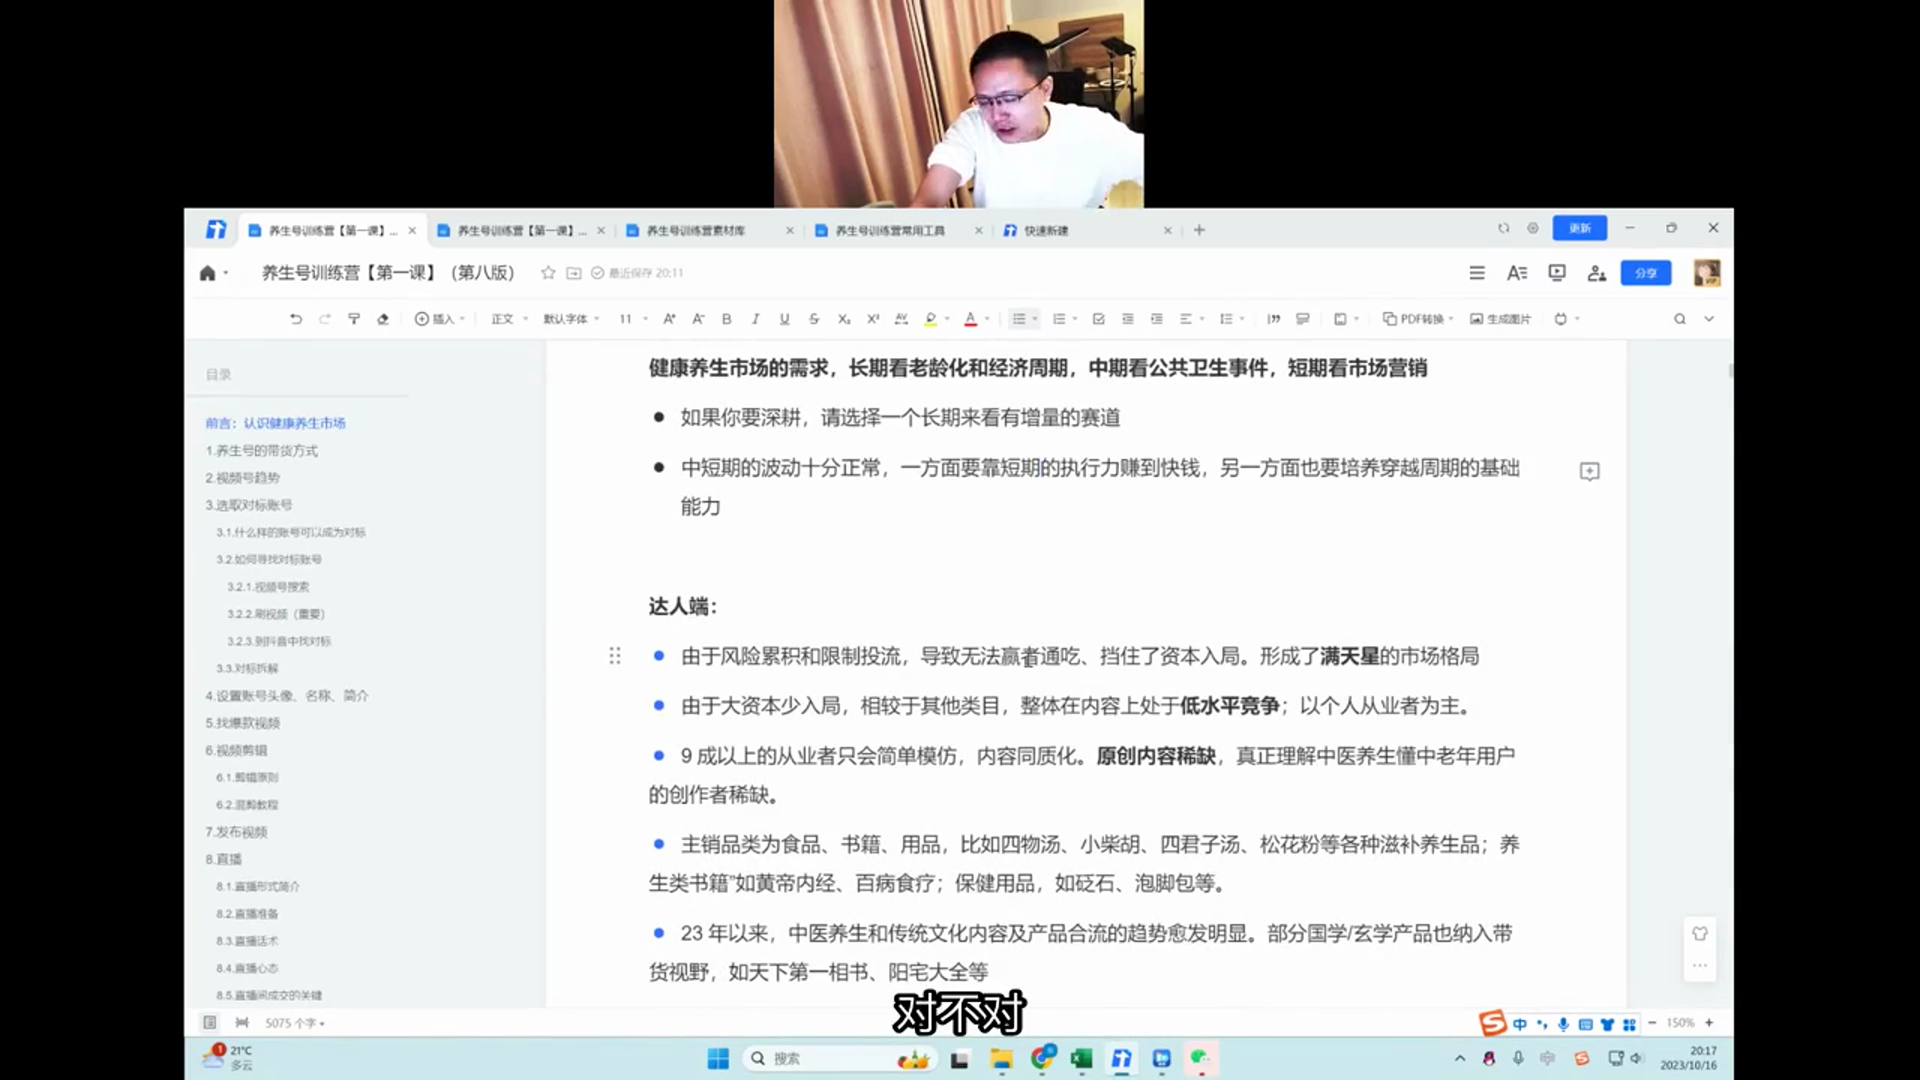 养生号训练营【第一课】...
养生号训练营【第一课】...
养生号训练营素材库
养生号训练营常用工具
快速新建
更新
养生号训练营【第一课】（第八版）
最近保存 20:11
分享
插入
正文
默认字体
11
PDF转换
生成图片
目录
前言：认识健康养生市场
1.养生号的带货方式
2.视频号趋势
3.选取对标账号
3.1.什么样的账号可以成为对标
3.2.如何寻找对标账号
3.2.1.视频号搜索
3.2.2.刷视频（重要）
3.2.3.到抖音中找对标
3.3.对标拆解
4.设置账号头像、名称、简介
5.找爆款视频
6.视频剪辑
6.1.剪辑原则
6.2.混剪教程
7.发布视频
8.直播
8.1.直播形式简介
8.2.直播准备
8.3.直播话术
8.4.直播心态
8.5.直播间成交的关键
健康养生市场的需求，长期看老龄化和经济周期，中期看公共卫生事件，短期看市场营销
如果你要深耕，请选择一个长期来看有增量的赛道
中短期的波动十分正常，一方面要靠短期的执行力赚到快钱，另一方面也要培养穿越周期的基础
能力
达人端：
由于风险累积和限制投流，导致无法赢者通吃、挡住了资本入局。形成了满天星的市场格局
由于大资本少入局，相较于其他类目，整体在内容上处于低水平竞争；以个人从业者为主。
9 成以上的从业者只会简单模仿，内容同质化。原创内容稀缺，真正理解中医养生懂中老年用户
的创作者稀缺。
主销品类为食品、书籍、用品，比如四物汤、小柴胡、四君子汤、松花粉等各种滋补养生品；养
生类书籍”如黄帝内经、百病食疗；保健用品，如砭石、泡脚包等。
23 年以来，中医养生和传统文化内容及产品合流的趋势愈发明显。部分国学/玄学产品也纳入带
货视野，如天下第一相书、阳宅大全等
对不对
5075 个字
中
150%
21°C
多云
搜索
20:17
2023/10/16